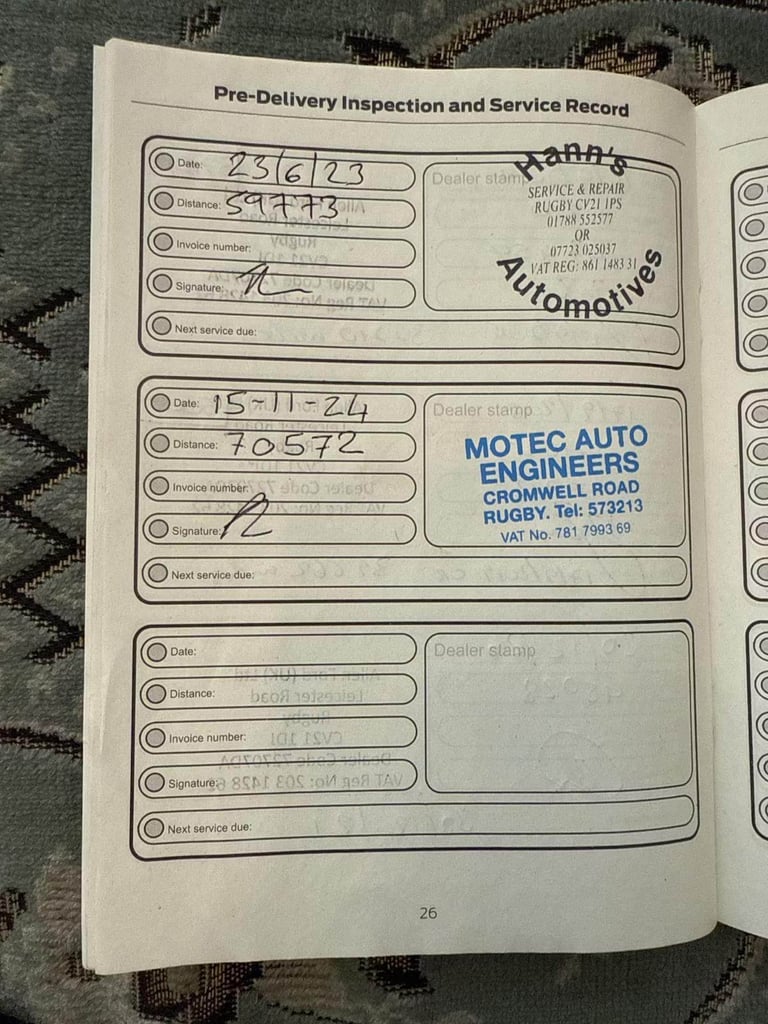 Pre-Delivery Inspection and Service Record
Date: 23/6/23
Distance: 59773
Invoice number:
Signature:
Next service due:
Dealer stamp
Hann's
SERVICE & REPAIR
RUGBY CV21 1PS
01788 552577
OR
07723 025037
VAT REG: 861 1483 31
Automotives
Date: 15-11-24
Distance: 70572
Invoice number:
Signature:
Next service due:
Dealer stamp
MOTEC AUTO
ENGINEERS
CROMWELL ROAD
RUGBY. Tel: 573213
VAT No. 781 7993 69
Date:
Distance:
Invoice number:
Signature:
Next service due:
Dealer stamp
26